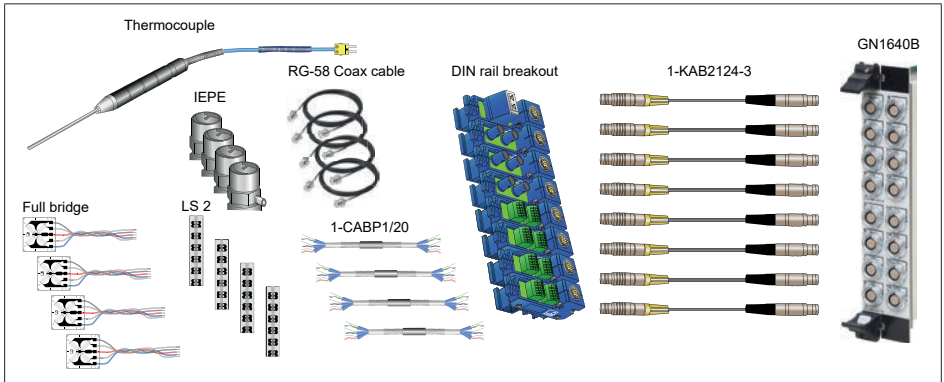 Thermocouple
GN1640B
RG-58 Coax cable
DIN rail breakout
1-KAB2124-3
IEPE
Full bridge
LS 2
1-CABP1/20